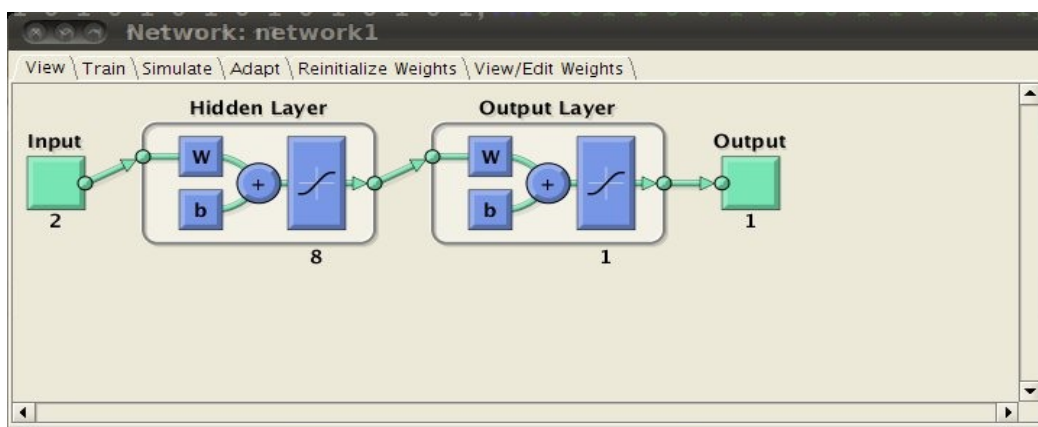 Network: network1
View Train Simulate Adapt Reinitialize Weights View/Edit Weights
Hidden Layer Output Layer
Input Output
W W
+ +
b b
2 1
8 1